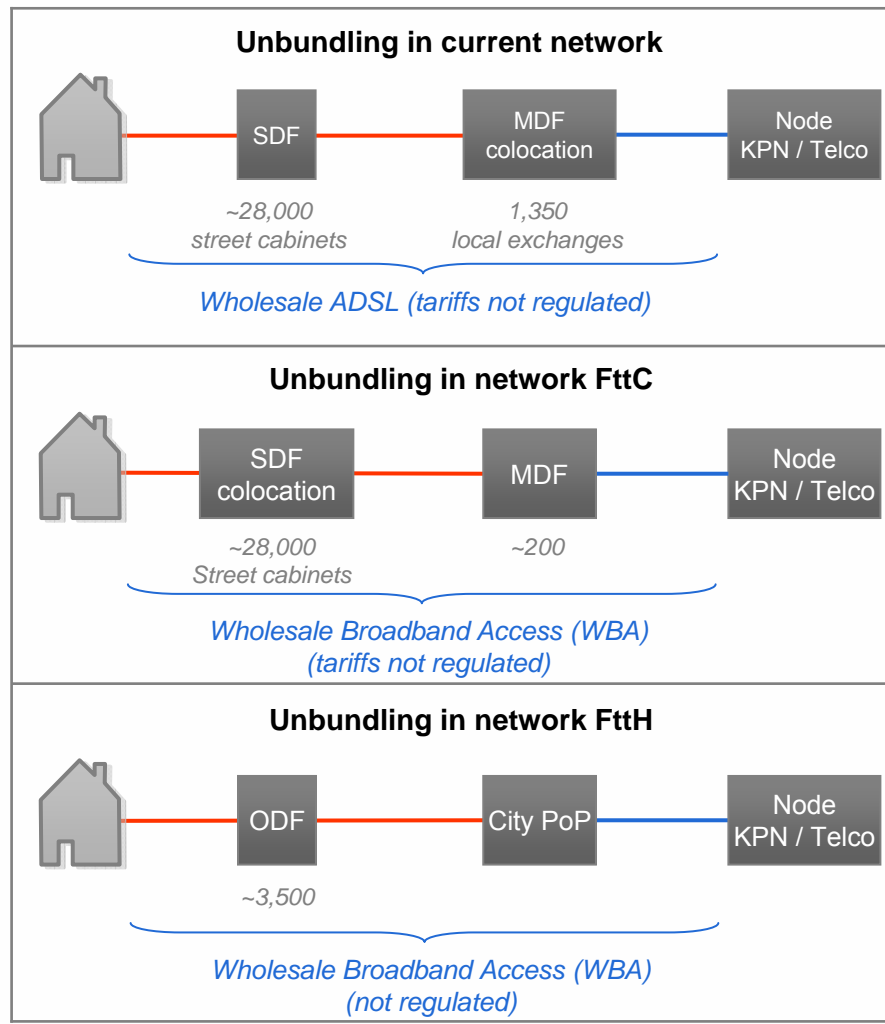 Unbundling in current network
SDF
MDF
colocation
Node
KPN / Telco
~28,000
street cabinets
1,350
local exchanges
Wholesale ADSL (tariffs not regulated)
Unbundling in network FttC
SDF
colocation
MDF
Node
KPN / Telco
~28,000
Street cabinets
~200
Wholesale Broadband Access (WBA)
(tariffs not regulated)
Unbundling in network FttH
ODF
City PoP
Node
KPN / Telco
~3,500
Wholesale Broadband Access (WBA)
(not regulated)